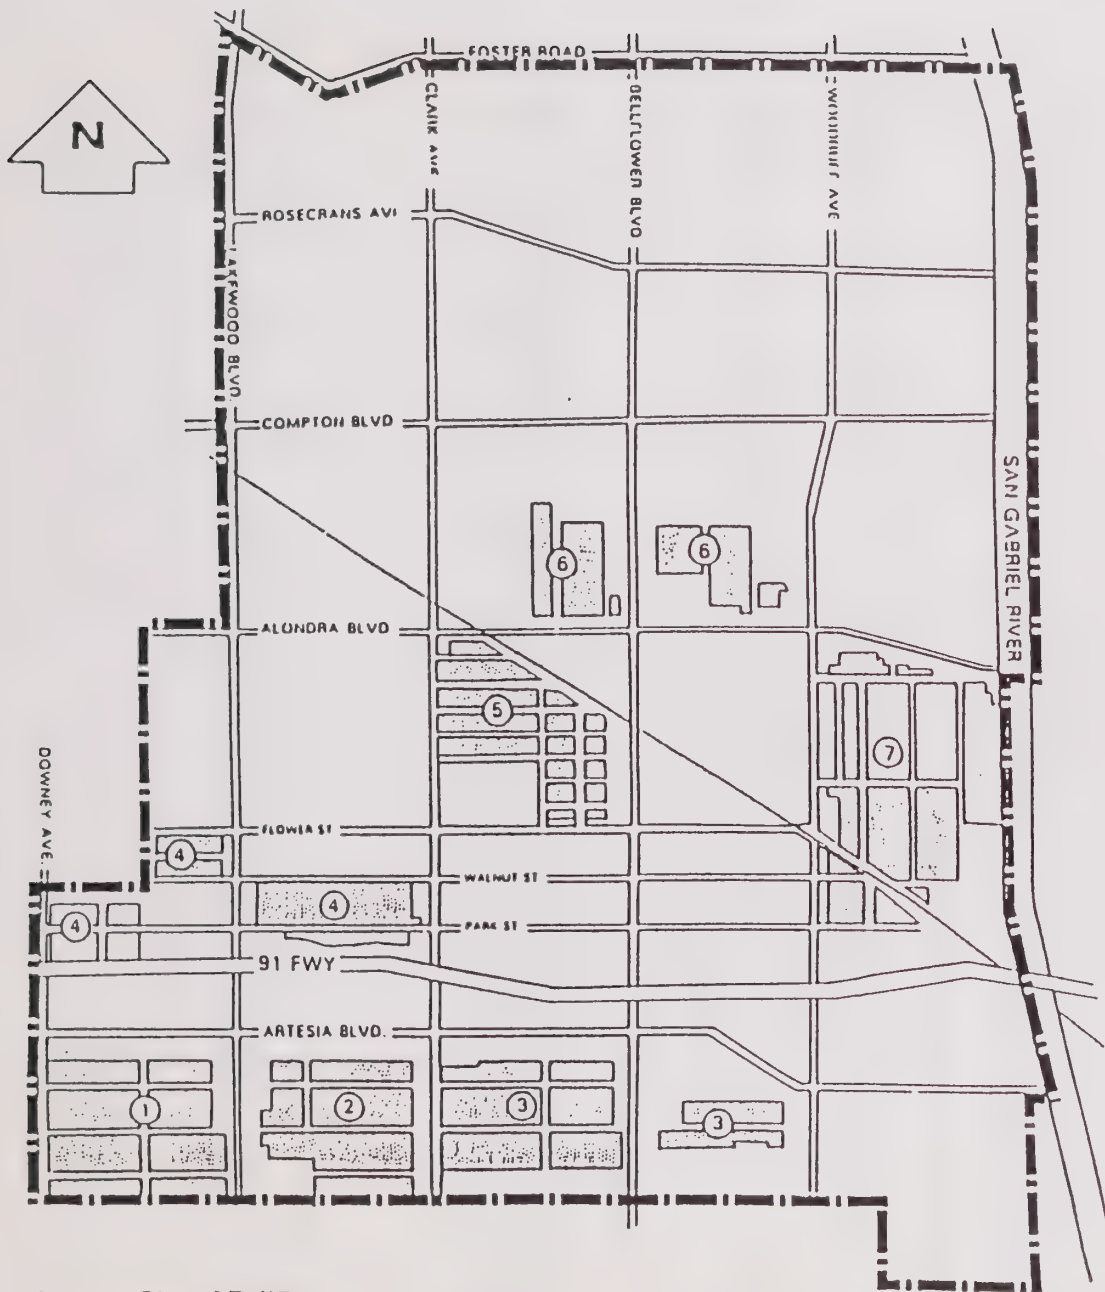 FOSTER ROAD
N
CLARK AVE
BELLFLOWER BLVD
WOODRUFF AVE
ROSECRANS AVE
LAKEWOOD BLVD.
COMPTON BLVD
SAN GABRIEL RIVER
6
6
ALONDRA BLVD
5
7
DOWNEY AVE.
FLOWER ST
4
WALNUT ST
4
4
PARK ST
91 FWY
ARTESIA BLVD.
1
2
3
3